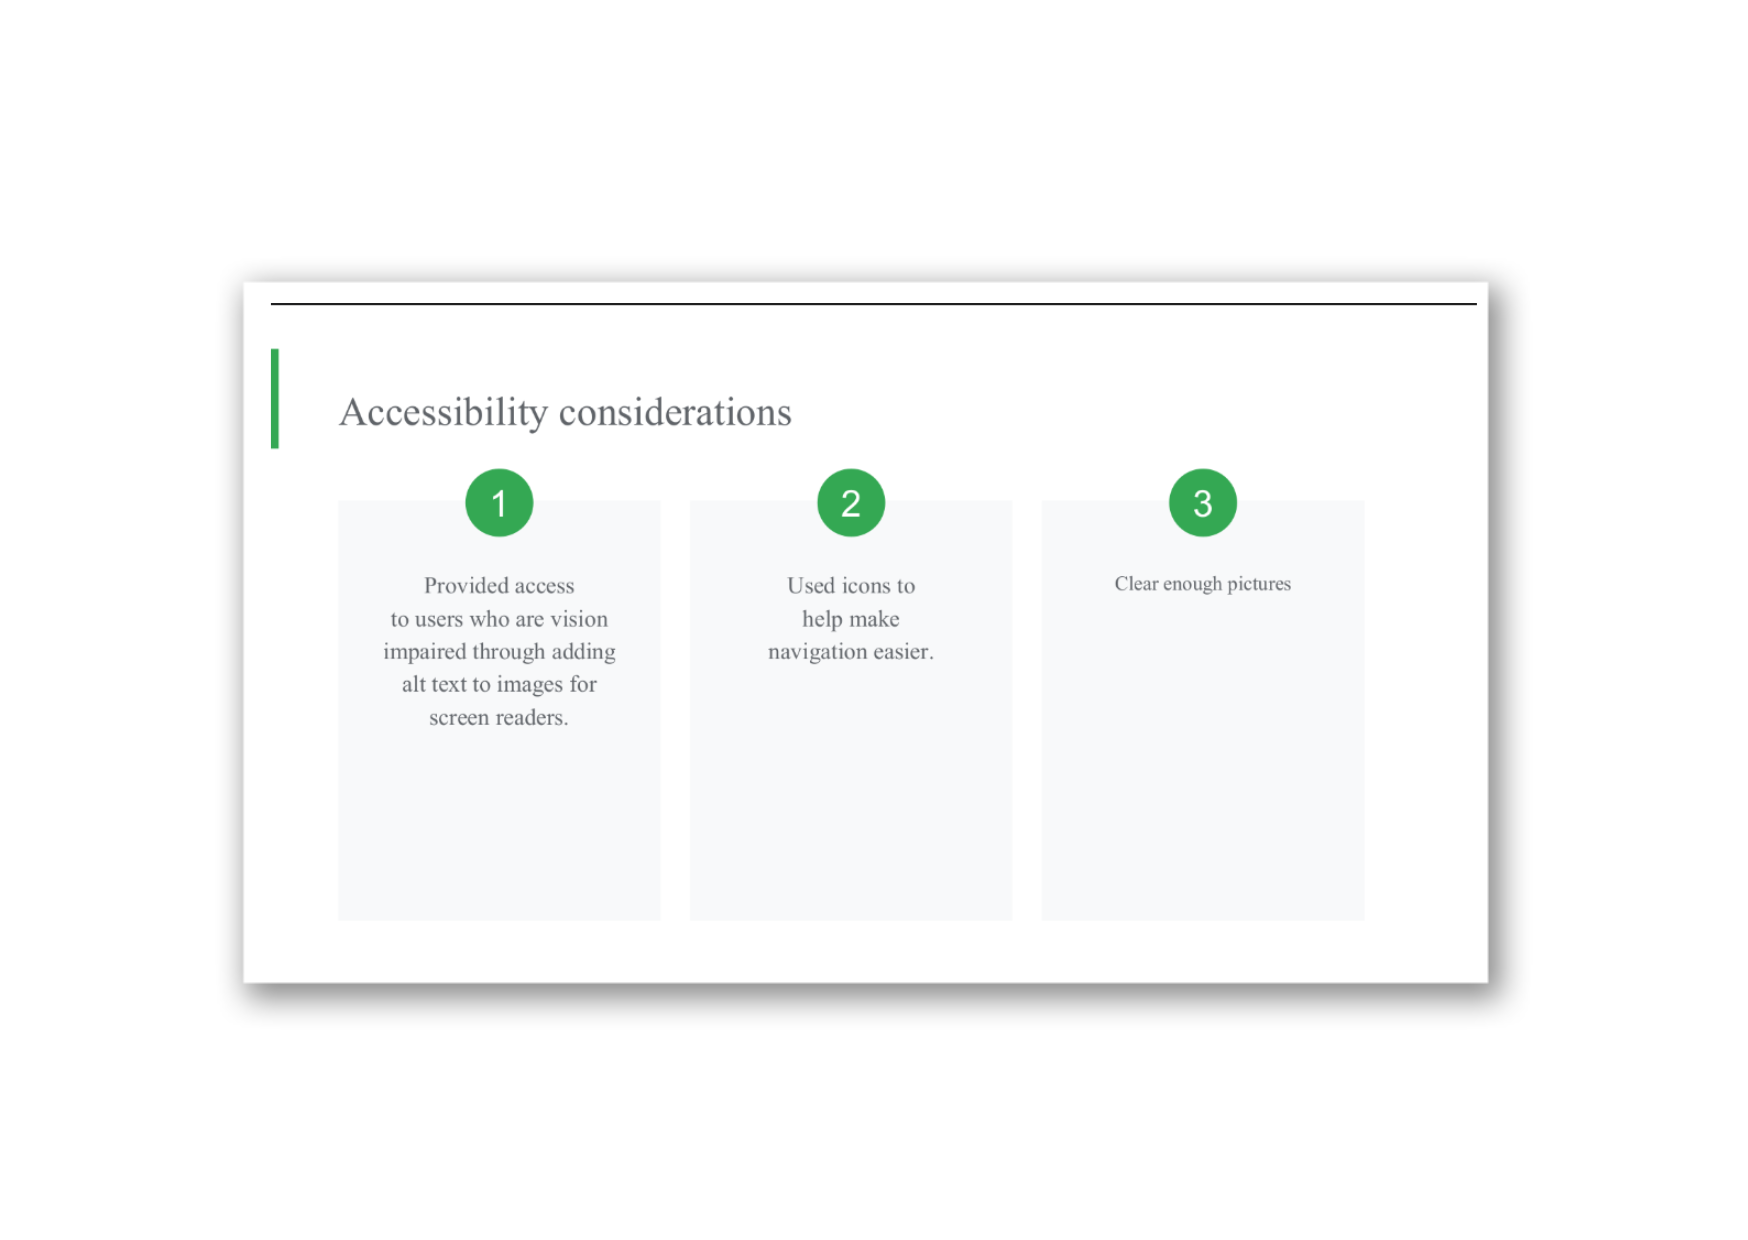 Accessibility considerations
1
Provided access
to users who are vision
impaired through adding
alt text to images for
screen readers.
2
Used icons to
help make
navigation easier.
3
Clear enough pictures